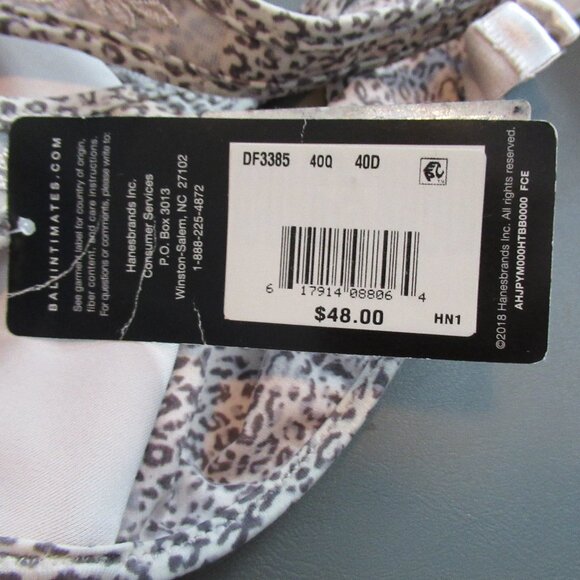 BALIINTIMATES.COM
See garment label for country of origin,
fiber content, and care instructions.
For questions or comments, please write to:
Hanesbrands Inc.
Consumer Services
P.O. Box 3013
Winston-Salem, NC 27102
1-888-225-4872
DF3385 40Q 40D
6 17914 08806 4
$48.00
HN1
©2018 Hanesbrands Inc. All rights reserved.
AHJPYM000HTBB0000 FCE